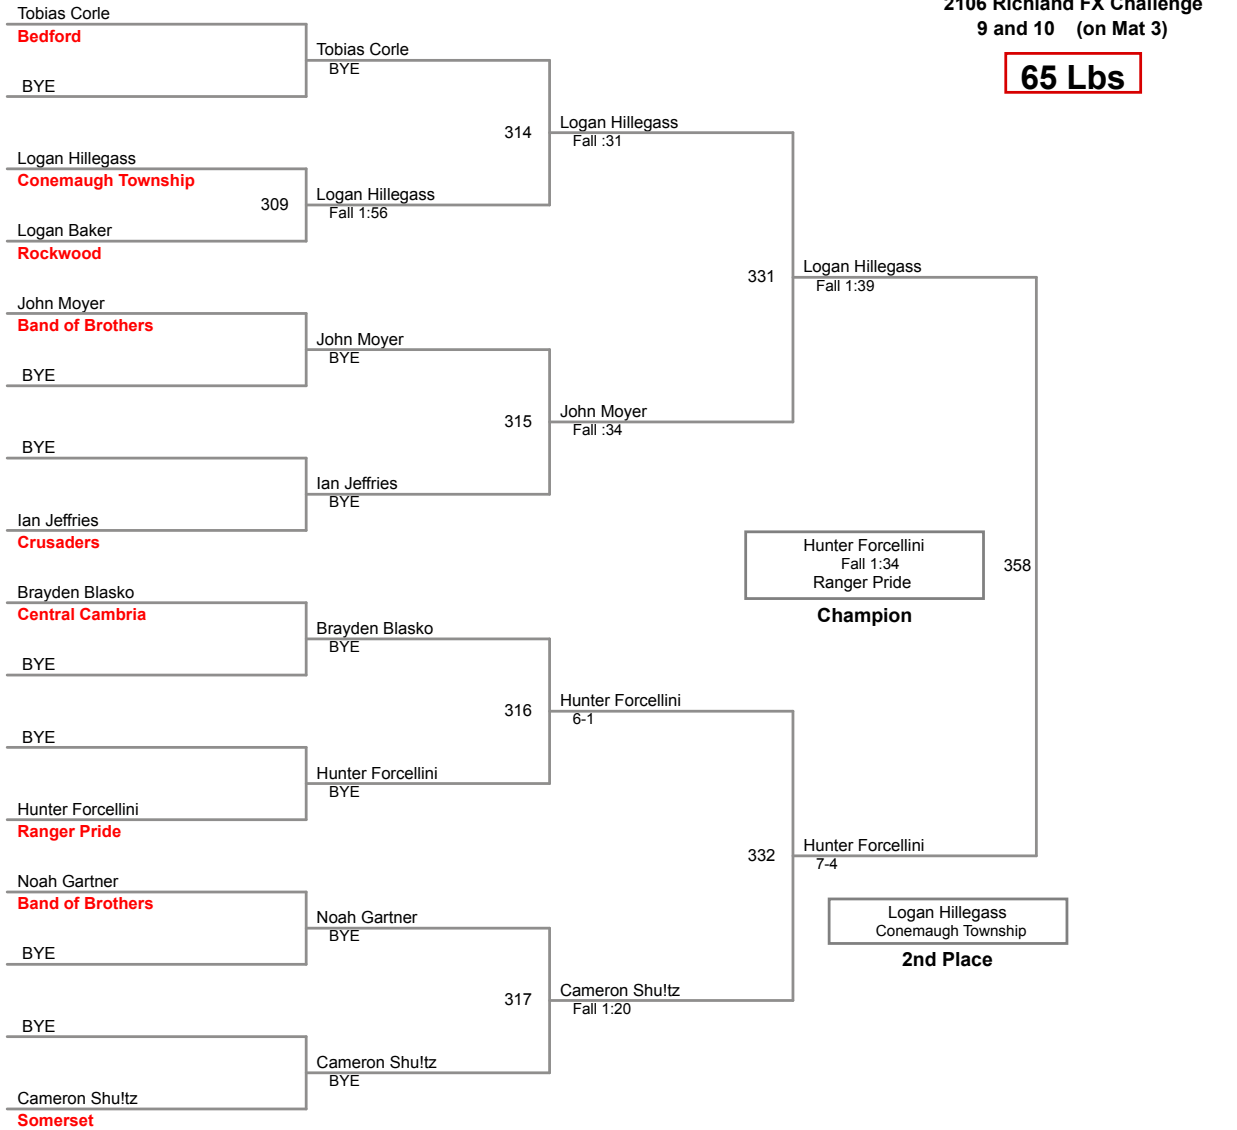 2106 Richland FX Challenge
9 and 10 (on Mat 3)
65 Lbs
Tobias Corle
Bedford
Tobias Corle
BYE
BYE
314
Logan Hillegass
Fall :31
Logan Hillegass
Conemaugh Township
309
Logan Hillegass
Fall 1:56
Logan Baker
Rockwood
331
Logan Hillegass
Fall 1:39
John Moyer
Band of Brothers
John Moyer
BYE
BYE
315
John Moyer
Fall :34
BYE
Ian Jeffries
BYE
Ian Jeffries
Crusaders
Hunter Forcellini
Fall 1:34
Ranger Pride
Champion
358
Brayden Blasko
Central Cambria
Brayden Blasko
BYE
BYE
316
Hunter Forcellini
6-1
BYE
Hunter Forcellini
BYE
Hunter Forcellini
Ranger Pride
332
Hunter Forcellini
7-4
Noah Gartner
Band of Brothers
Noah Gartner
BYE
BYE
Logan Hillegass
Conemaugh Township
2nd Place
317
Cameron Shu!tz
Fall 1:20
BYE
Cameron Shu!tz
BYE
Cameron Shu!tz
Somerset